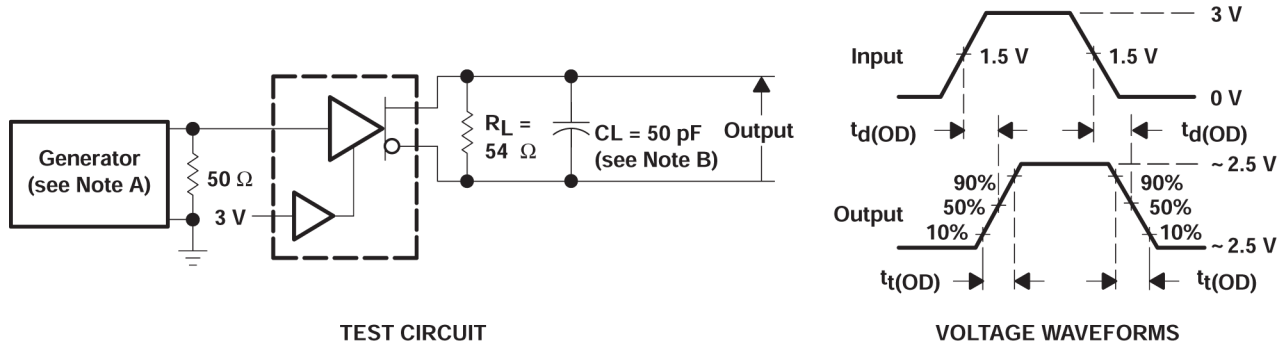 Generator
(see Note A)
50 Ω
3 V
RL =
54 Ω
CL = 50 pF
(see Note B)
Output
TEST CIRCUIT
3 V
Input
1.5 V
1.5 V
0 V
td(OD)
td(OD)
~ 2.5 V
90%
90%
Output
50%
50%
10%
10%
~ 2.5 V
tt(OD)
tt(OD)
VOLTAGE WAVEFORMS